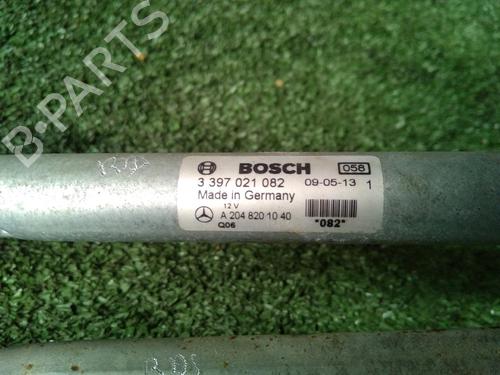 B-PARTS
BOSCH 058
3 397 021 082 09-05-13 1
Made in Germany
12 V
A 204 820 10 40
Q06 *082*